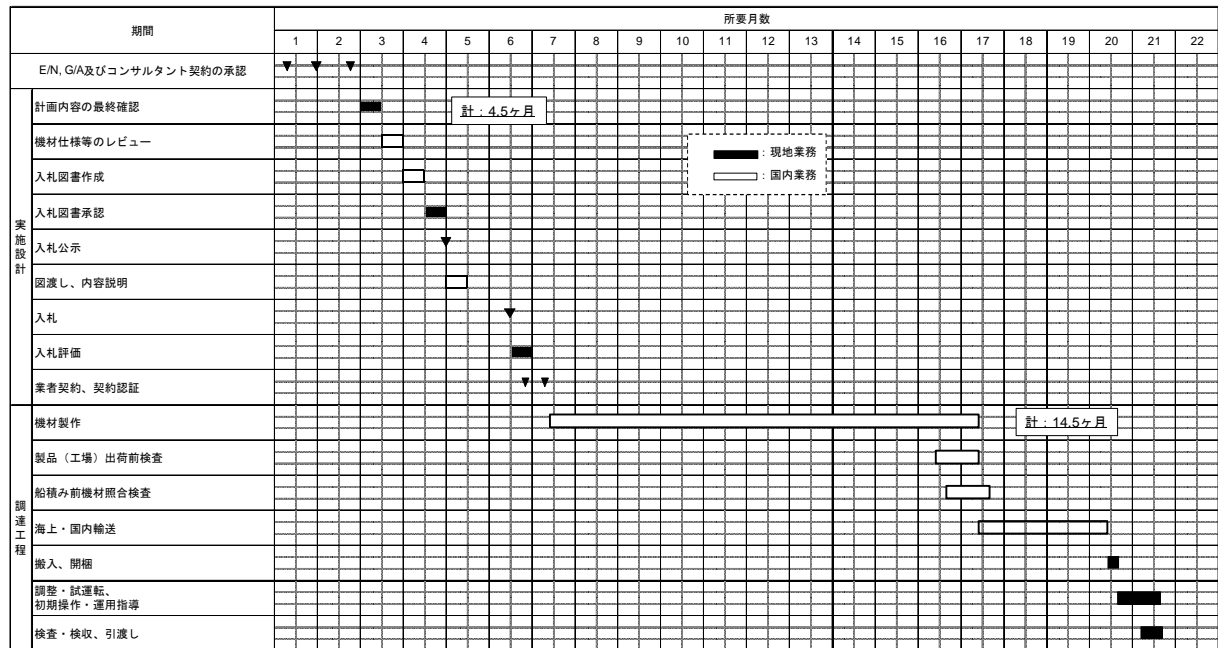 期間
所要月数
1 2 3 4 5 6 7 8 9 10 11 12 13 14 15 16 17 18 19 20 21 22
E/N, G/A及びコンサルタント契約の承認
実施設計
計画内容の最終確認
計：4.5ヶ月
機材仕様等のレビュー
：現地業務
：国内業務
入札図書作成
入札図書承認
入札公示
図渡し、内容説明
入札
入札評価
業者契約、契約認証
調達工程
機材製作
計：14.5ヶ月
製品（工場）出荷前検査
船積み前機材照合検査
海上・国内輸送
搬入、開梱
調整・試運転、
初期操作・運用指導
検査・検収、引渡し